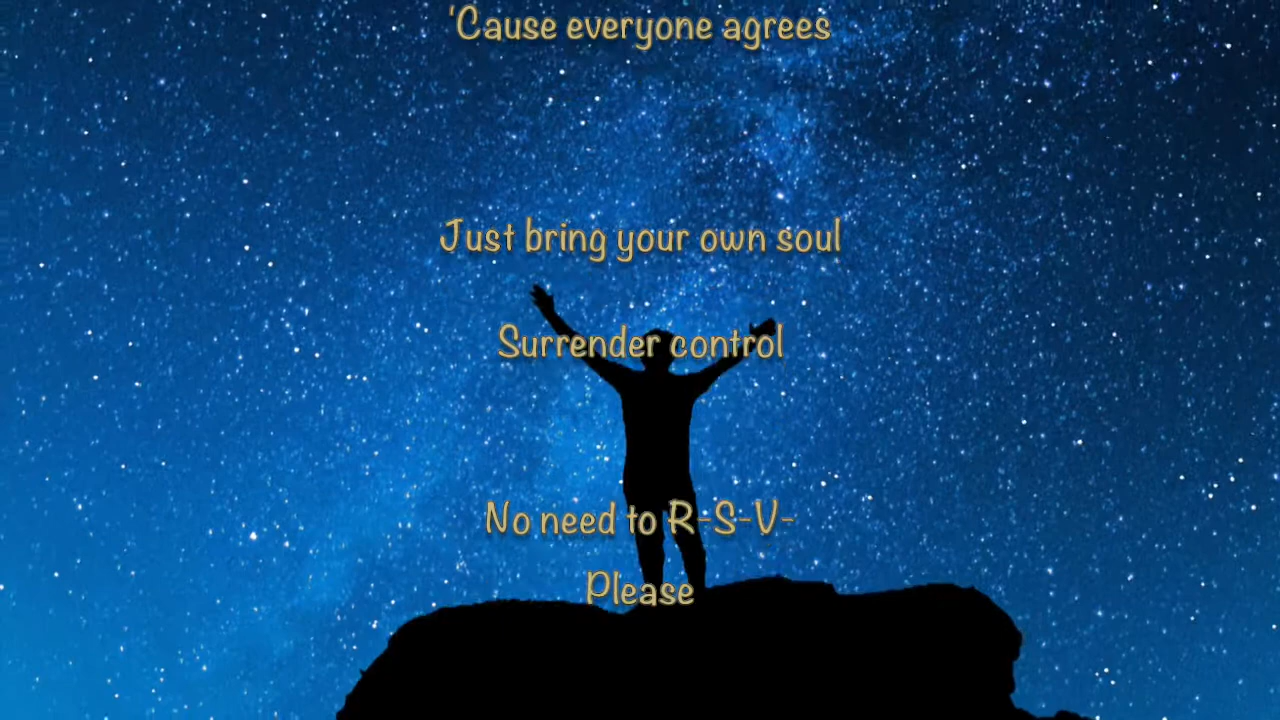 'Cause everyone agrees
Just bring your own soul
Surrender control
No need to R-S-V-
Please